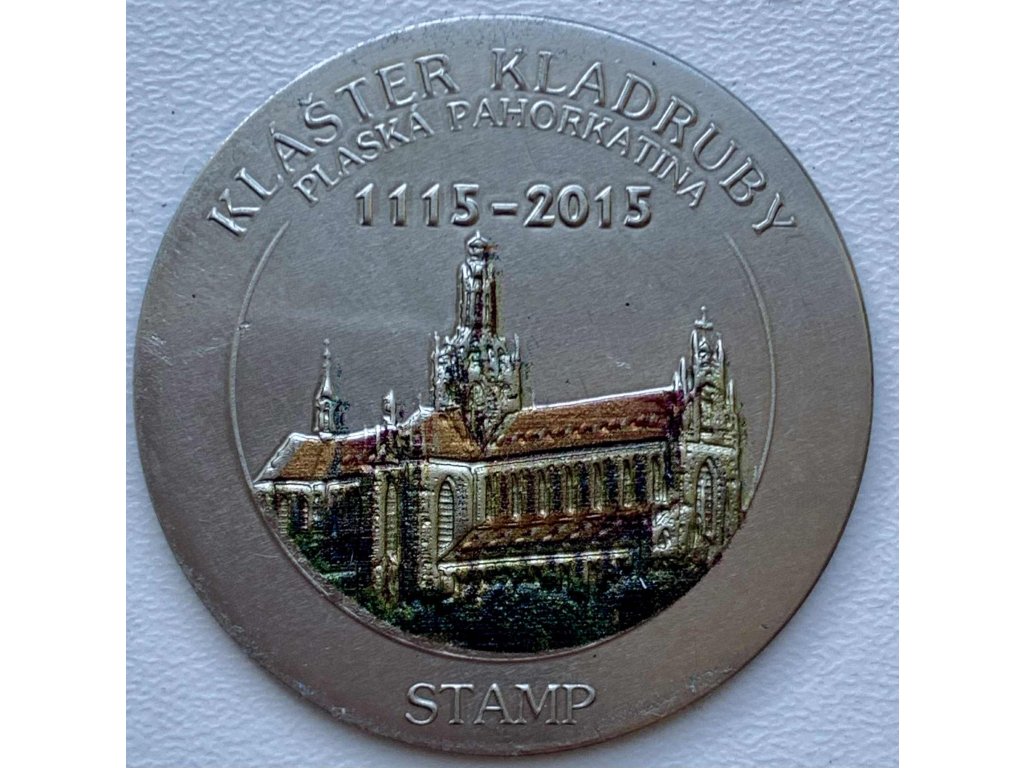 KLÁŠTER KLADRUBY
PLASKÁ PAHORKATINA
1115-2015
STAMP